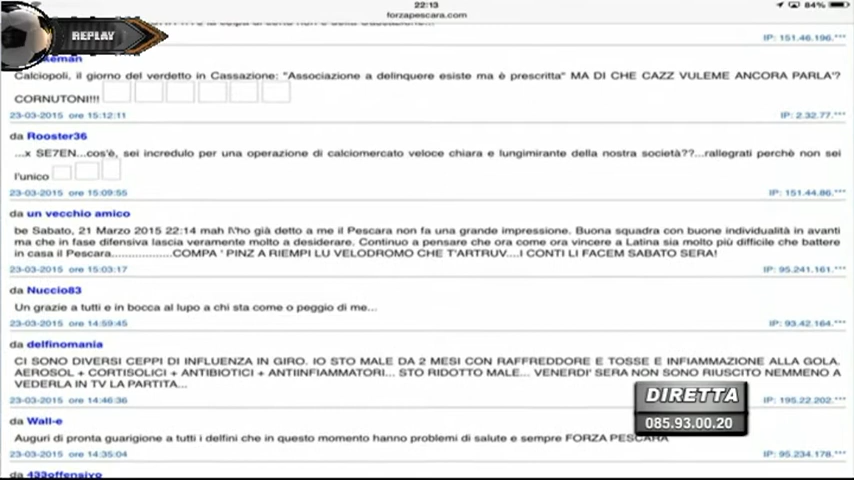 22:13
84%
forzapescara.com
REPLAY
IP: 151.46.196.***
Calciopoli, il giorno del verdetto in Cassazione: "Associazione a delinquere esiste ma è prescritta" MA DI CHE CAZZ VULEME ANCORA PARLA'?
CORNUTONI!!!
23-03-2015 ore 15:12:11 IP: 2.32.77.***
da Rooster36
...x SE7EN...cos'è, sei incredulo per una operazione di calciomercato veloce chiara e lungimirante della nostra società??...rallegrati perchè non sei
l'unico
23-03-2015 ore 15:09:55 IP: 151.44.86.***
da un vecchio amico
be Sabato, 21 Marzo 2015 22:14 mah l'ho già detto a me il Pescara non fa una grande impressione. Buona squadra con buone individualità in avanti
ma che in fase difensiva lascia veramente molto a desiderare. Continuo a pensare che ora come ora vincere a Latina sia molto più difficile che battere
in casa il Pescara..................COMPA ' PINZ A RIEMPI LU VELODROMO CHE T'ARTRUV....I CONTI LI FACEM SABATO SERA!
23-03-2015 ore 15:03:17 IP: 95.241.161.***
da Nuccio83
Un grazie a tutti e in bocca al lupo a chi sta come o peggio di me...
23-03-2015 ore 14:59:45 IP: 93.42.164.***
da delfinomania
CI SONO DIVERSI CEPPI DI INFLUENZA IN GIRO. IO STO MALE DA 2 MESI CON RAFFREDDORE E TOSSE E INFIAMMAZIONE ALLA GOLA.
AEROSOL + CORTISOLICI + ANTIBIOTICI + ANTIINFIAMMATORI... STO RIDOTTO MALE... VENERDI' SERA NON SONO RIUSCITO NEMMENO A
VEDERLA IN TV LA PARTITA...
23-03-2015 ore 14:46:36 IP: 195.22.202.***
DIRETTA
085.93.00.20
da Wall-e
Auguri di pronta guarigione a tutti i delfini che in questo momento hanno problemi di salute e sempre FORZA PESCARA
23-03-2015 ore 14:35:04 IP: 95.234.178.***
da 433offensivo